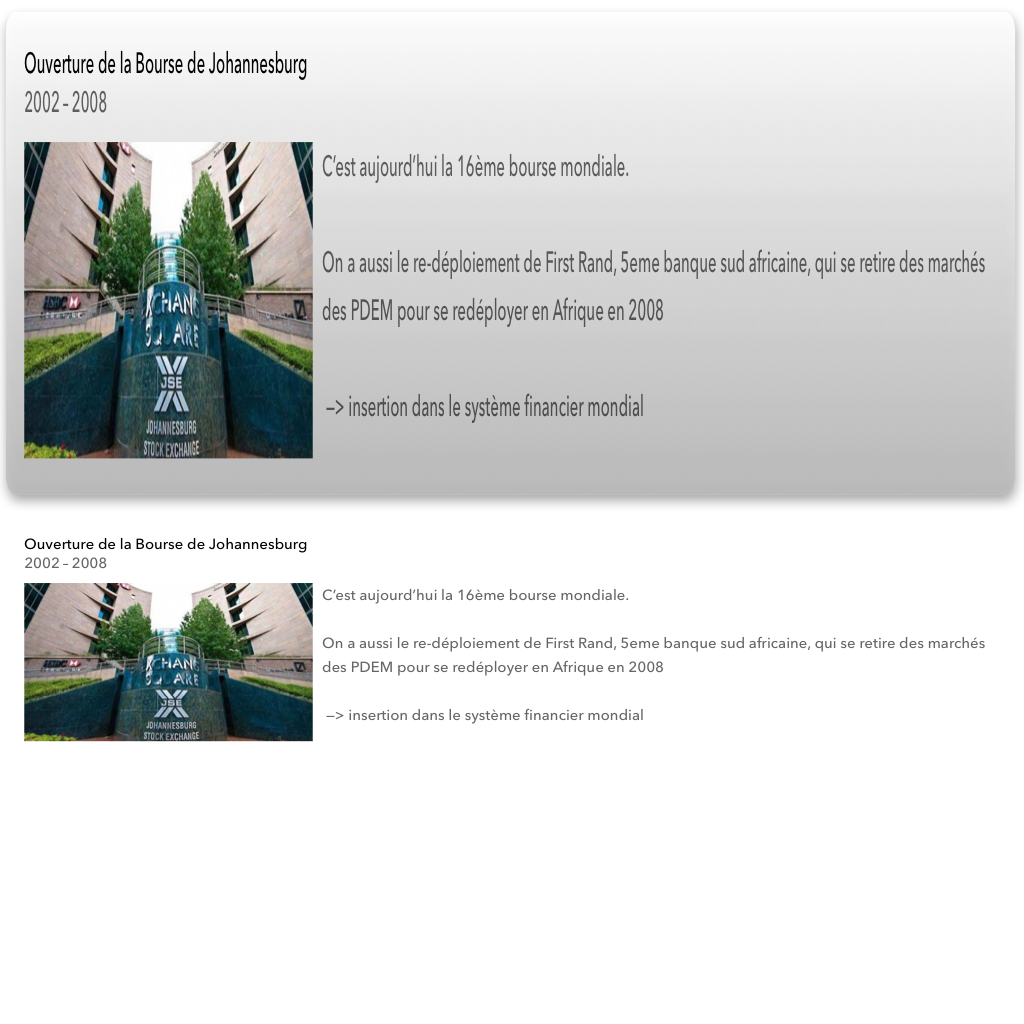 Ouverture de la Bourse de Johannesburg
2002 – 2008
C’est aujourd’hui la 16ème bourse mondiale.
On a aussi le re-déploiement de First Rand, 5eme banque sud africaine, qui se retire des marchés
des PDEM pour se redéployer en Afrique en 2008
—> insertion dans le système financier mondial
HSBC
XCHANG
SQUARE
JSE
JOHANNESBURG
STOCK EXCHANGE
Ouverture de la Bourse de Johannesburg
2002 – 2008
C’est aujourd’hui la 16ème bourse mondiale.
On a aussi le re-déploiement de First Rand, 5eme banque sud africaine, qui se retire des marchés
des PDEM pour se redéployer en Afrique en 2008
—> insertion dans le système financier mondial
XCHANG
SQUARE
JSE
JOHANNESBURG
STOCK EXCHANGE